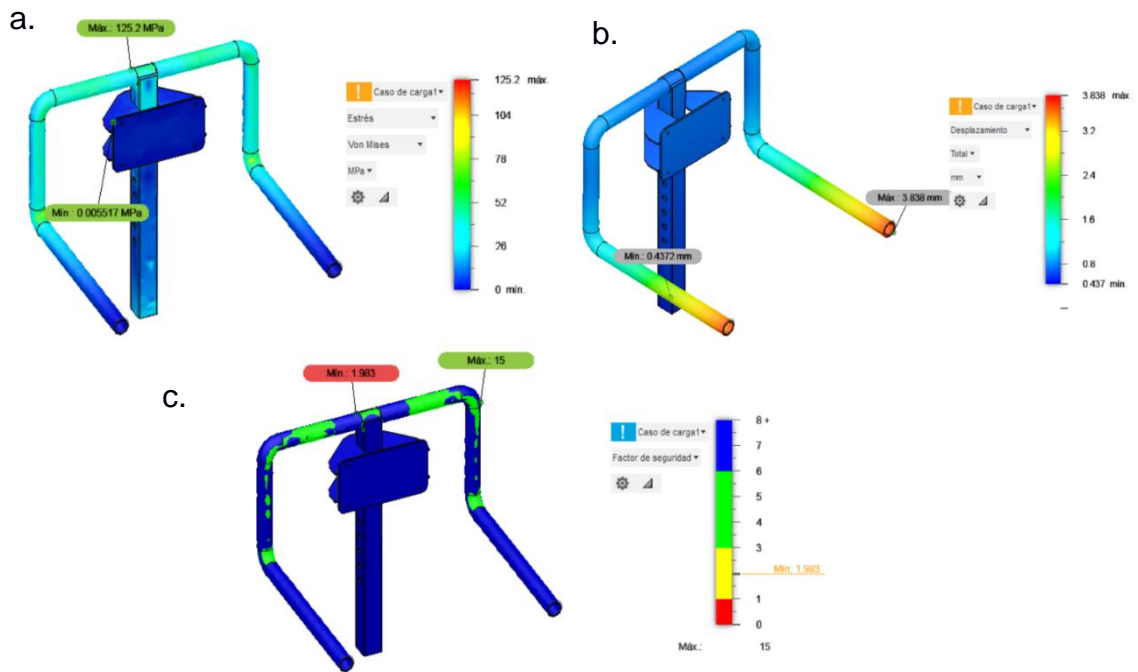 a.
Máx.: 125.2 MPa
Mín.: 0.005517 MPa
Caso de carga1
Estrés
Von Mises
MPa
125.2 máx.
104
78
52
26
0 mín.
b.
Máx.: 3.838 mm
Mín.: 0.4372 mm
Caso de carga1
Desplazamiento
Total
mm
3.838 máx.
3.2
2.4
1.6
0.8
0.437 mín.
c.
Mín.: 1.983
Máx.: 15
Caso de carga1
Factor de seguridad
8 +
7
6
5
4
3
Mín: 1.983
1
0
Máx.: 15